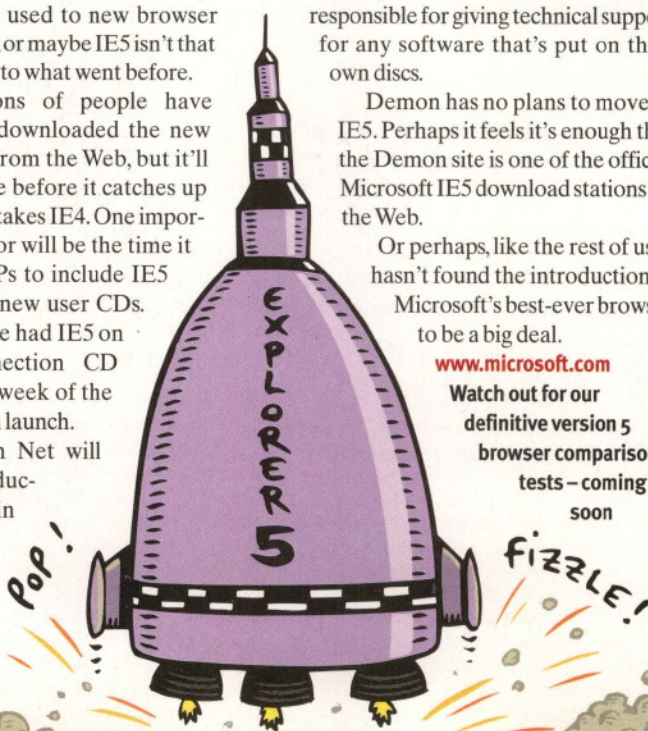 used to new browser
, or maybe IE5 isn't that
to what went before.
ons of people have
downloaded the new
from the Web, but it'll
e before it catches up
takes IE4. One impor-
or will be the time it
Ps to include IE5
new user CDs.
e had IE5 on
nection CD
week of the
launch.
n Net will
duc-
in
responsible for giving technical suppo
for any software that's put on th
own discs.
Demon has no plans to move
IE5. Perhaps it feels it's enough th
the Demon site is one of the offic
Microsoft IE5 download stations
the Web.
Or perhaps, like the rest of us
hasn't found the introduction
Microsoft's best-ever brows
to be a big deal.
www.microsoft.com
Watch out for our
definitive version 5
browser compariso
tests – coming
soon
EXPLORER
5
POP!
FIZZLE!